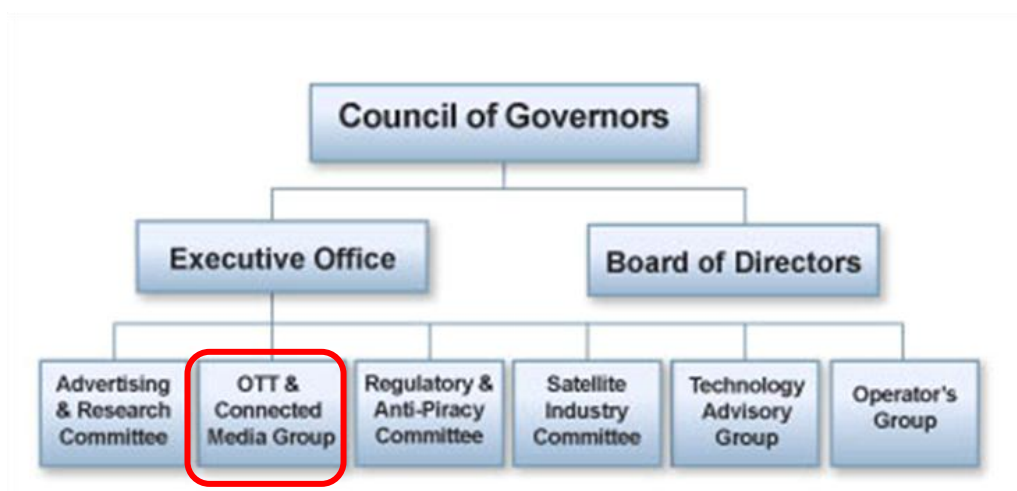 Council of Governors
Executive Office
Board of Directors
Advertising
& Research
Committee
OTT &
Connected
Media Group
Regulatory &
Anti-Piracy
Committee
Satellite
Industry
Committee
Technology
Advisory
Group
Operator's
Group